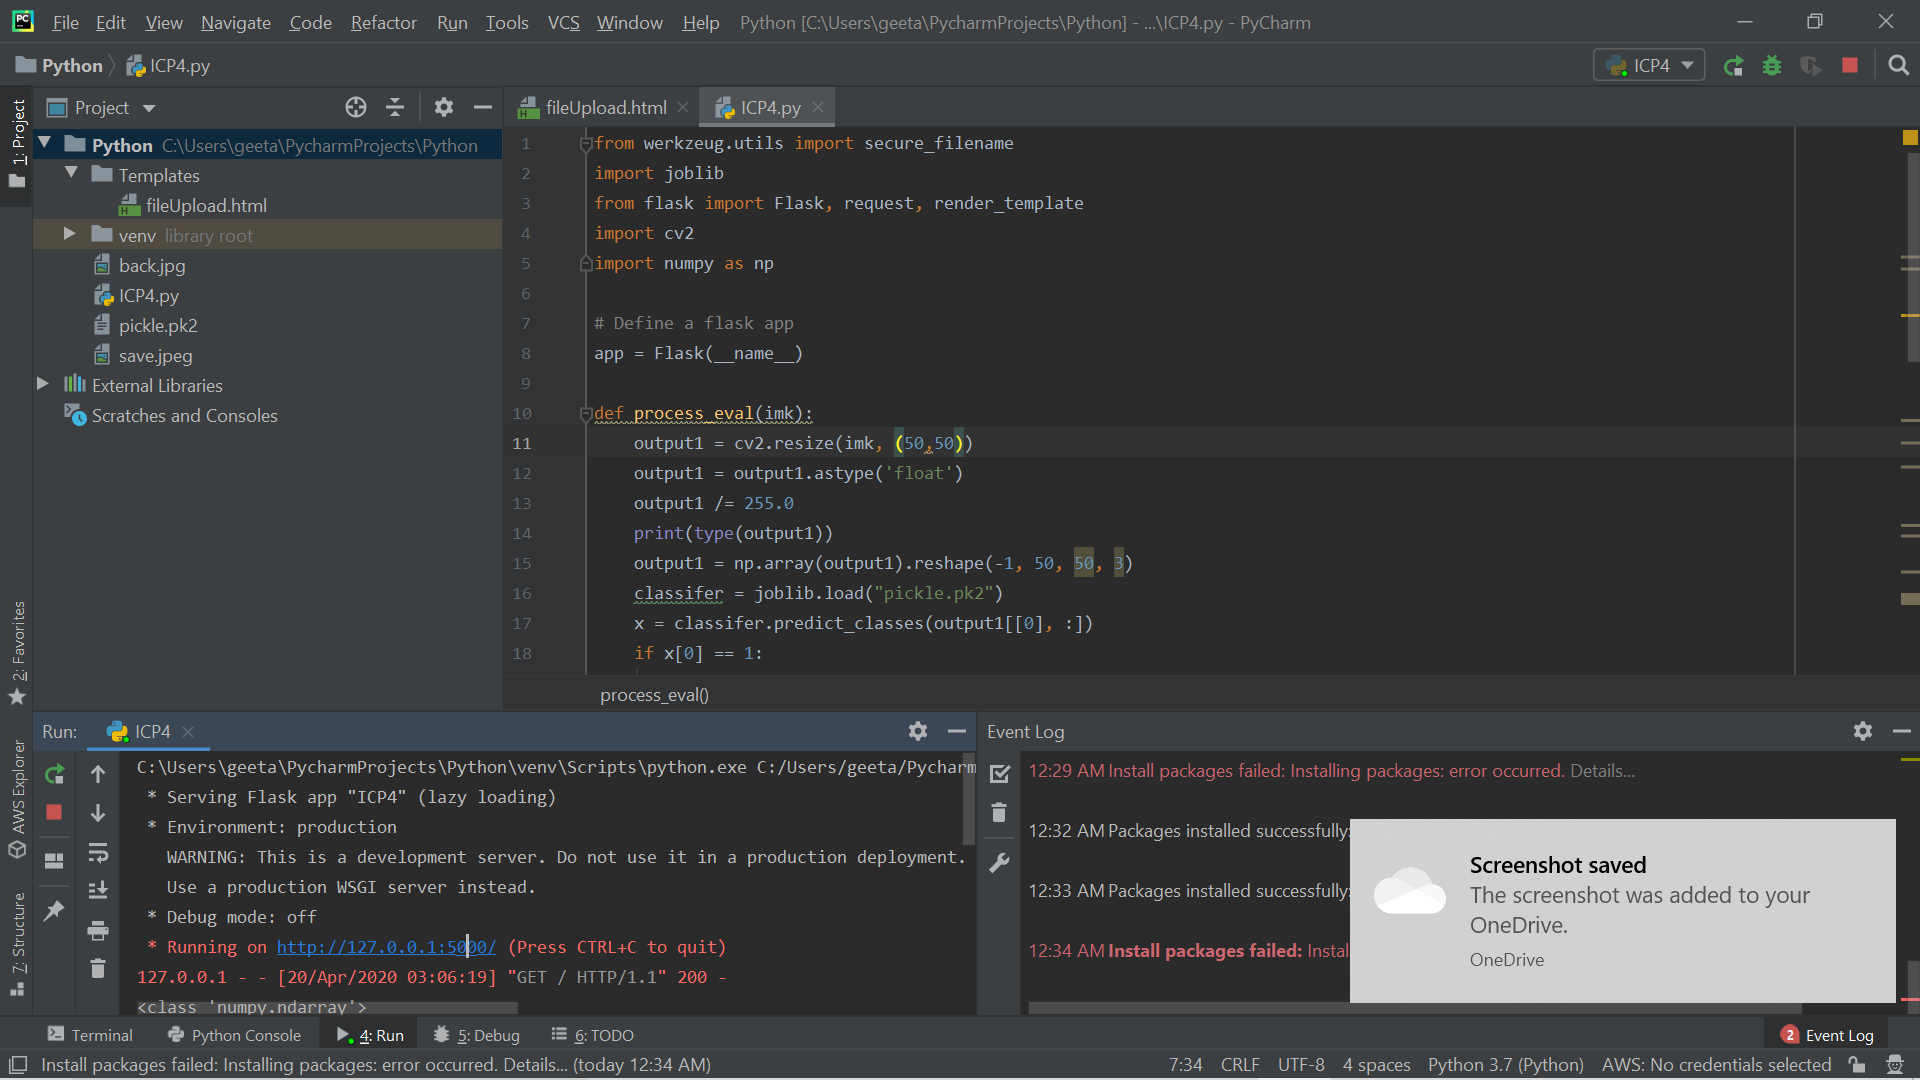 File Edit View Navigate Code Refactor Run Tools VCS Window Help Python [C:\Users\geeta\PycharmProjects\Python] - ...\ICP4.py - PyCharm
Python ICP4.py
ICP4
1: Project
Project
fileUpload.html
ICP4.py
Python C:\Users\geeta\PycharmProjects\Python
Templates
fileUpload.html
venv library root
back.jpg
ICP4.py
pickle.pk2
save.jpeg
External Libraries
Scratches and Consoles
1 from werkzeug.utils import secure_filename
2 import joblib
3 from flask import Flask, request, render_template
4 import cv2
5 import numpy as np
6
7 # Define a flask app
8 app = Flask(__name__)
9
10 def process_eval(imk):
11 output1 = cv2.resize(imk, (50,50))
12 output1 = output1.astype('float')
13 output1 /= 255.0
14 print(type(output1))
15 output1 = np.array(output1).reshape(-1, 50, 50, 3)
16 classifer = joblib.load("pickle.pk2")
17 x = classifer.predict_classes(output1[[0], :])
18 if x[0] == 1:
process_eval()
2: Favorites
AWS Explorer
7: Structure
Run: ICP4
C:\Users\geeta\PycharmProjects\Python\venv\Scripts\python.exe C:/Users/geeta/Pycharm
* Serving Flask app "ICP4" (lazy loading)
* Environment: production
WARNING: This is a development server. Do not use it in a production deployment.
Use a production WSGI server instead.
* Debug mode: off
* Running on http://127.0.0.1:5000/ (Press CTRL+C to quit)
127.0.0.1 - - [20/Apr/2020 03:06:19] "GET / HTTP/1.1" 200 -
<class 'numpy.ndarray'>
Event Log
12:29 AM Install packages failed: Installing packages: error occurred. Details...
12:32 AM Packages installed successfully:
12:33 AM Packages installed successfully:
12:34 AM Install packages failed: Instal
Screenshot saved
The screenshot was added to your
OneDrive.
OneDrive
Terminal Python Console 4: Run 5: Debug 6: TODO 2 Event Log
Install packages failed: Installing packages: error occurred. Details... (today 12:34 AM) 7:34 CRLF UTF-8 4 spaces Python 3.7 (Python) AWS: No credentials selected